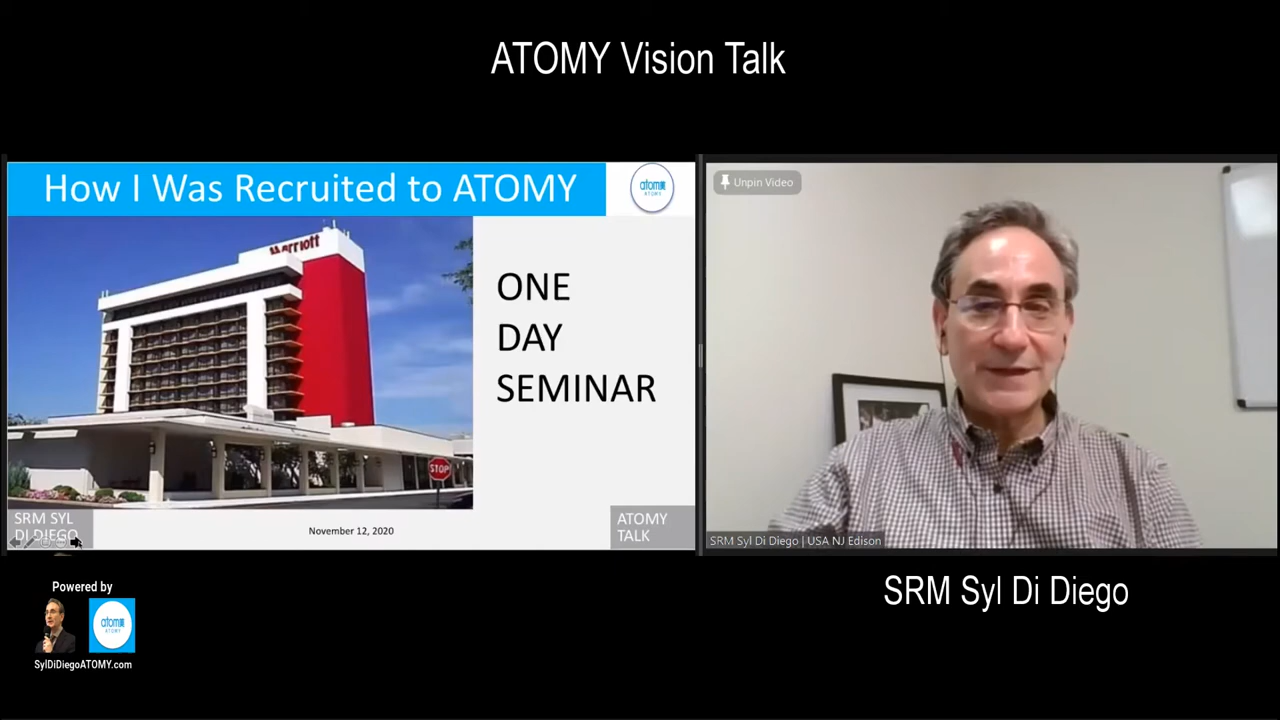 ATOMY Vision Talk
How I Was Recruited to ATOMY
atomy
ATOMY
Marriott
ONE
DAY
SEMINAR
STOP
SRM SYL
DI DIEGO
November 12, 2020
ATOMY
TALK
Unpin Video
SRM Syl Di Diego | USA NJ Edison
SRM Syl Di Diego
Powered by
atomy
ATOMY
SylDiDiegoATOMY.com